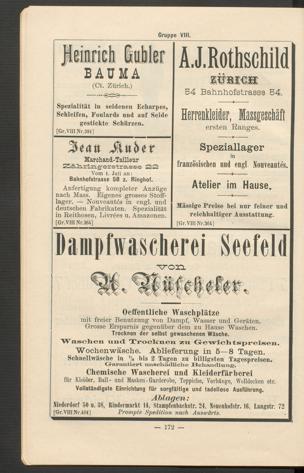 Gruppe VIII.
Heinrich Gubler
BAUMA
(Ct. Zürich.)
Spezialität in seidenen Echarpes,
Schleifen, Foulards und auf Seide
gestickte Schürzen.
[Gr. VIII Nr. 391]
Jean Kuder
Marchand-Tailleur
Zähringerstrasse 22
Vom 1. Juli an:
Bahnhofstrasse 58 z. Ringhof.
Anfertigung kompleter Anzüge
nach Mass. Eigenes grosses Stofflager. — Nouveautés in engl. und
deutschen Fabrikaten. Spezialität
in Reithosen, Livrées u. Amazonen.
[Gr. VIII Nr. 364]
A. J. Rothschild
ZÜRICH
54 Bahnhofstrasse 54.
Herrenkleider, Massgeschäft
ersten Ranges.
Speziallager
in
französischen und engl. Nouveautés.
Atelier im Hause.
Mässige Preise bei nur feiner und
reichhaltiger Ausstattung.
[Gr. VIII Nr. 364]
Dampfwascherei Seefeld
von
A. Nüscheler.
Oeffentliche Waschplätze
mit freier Benutzung von Dampf, Wasser und Geräten.
Grosse Ersparnis gegenüber dem zu Hause Waschen.
Trocknen der selbst gewaschenen Wäsche.
Waschen und Trocknen zu Gewichtspreisen.
Wochenwäsche. Ablieferung in 5—8 Tagen.
Schnellwäsche in ¼ bis 2 Tagen zu billigsten Tagespreisen.
Garantiert unschädliche Behandlung.
Chemische Wascherei und Kleiderfärberei
für Kleider, Ball- und Masken-Garderobe, Teppiche, Vorhänge, Wolldecken etc.
Vollständigste Einrichtung für sorgfältige und tadellose Ausführung.
Ablagen:
Niederdorf 50 u. 38, Rindermarkt 14, Stampfenbachstr. 24, Neuenhofstr. 16, Langstr. 72
[Gr. VIII Nr. 404] Prompte Spedition nach Auswärts.
— 172 —